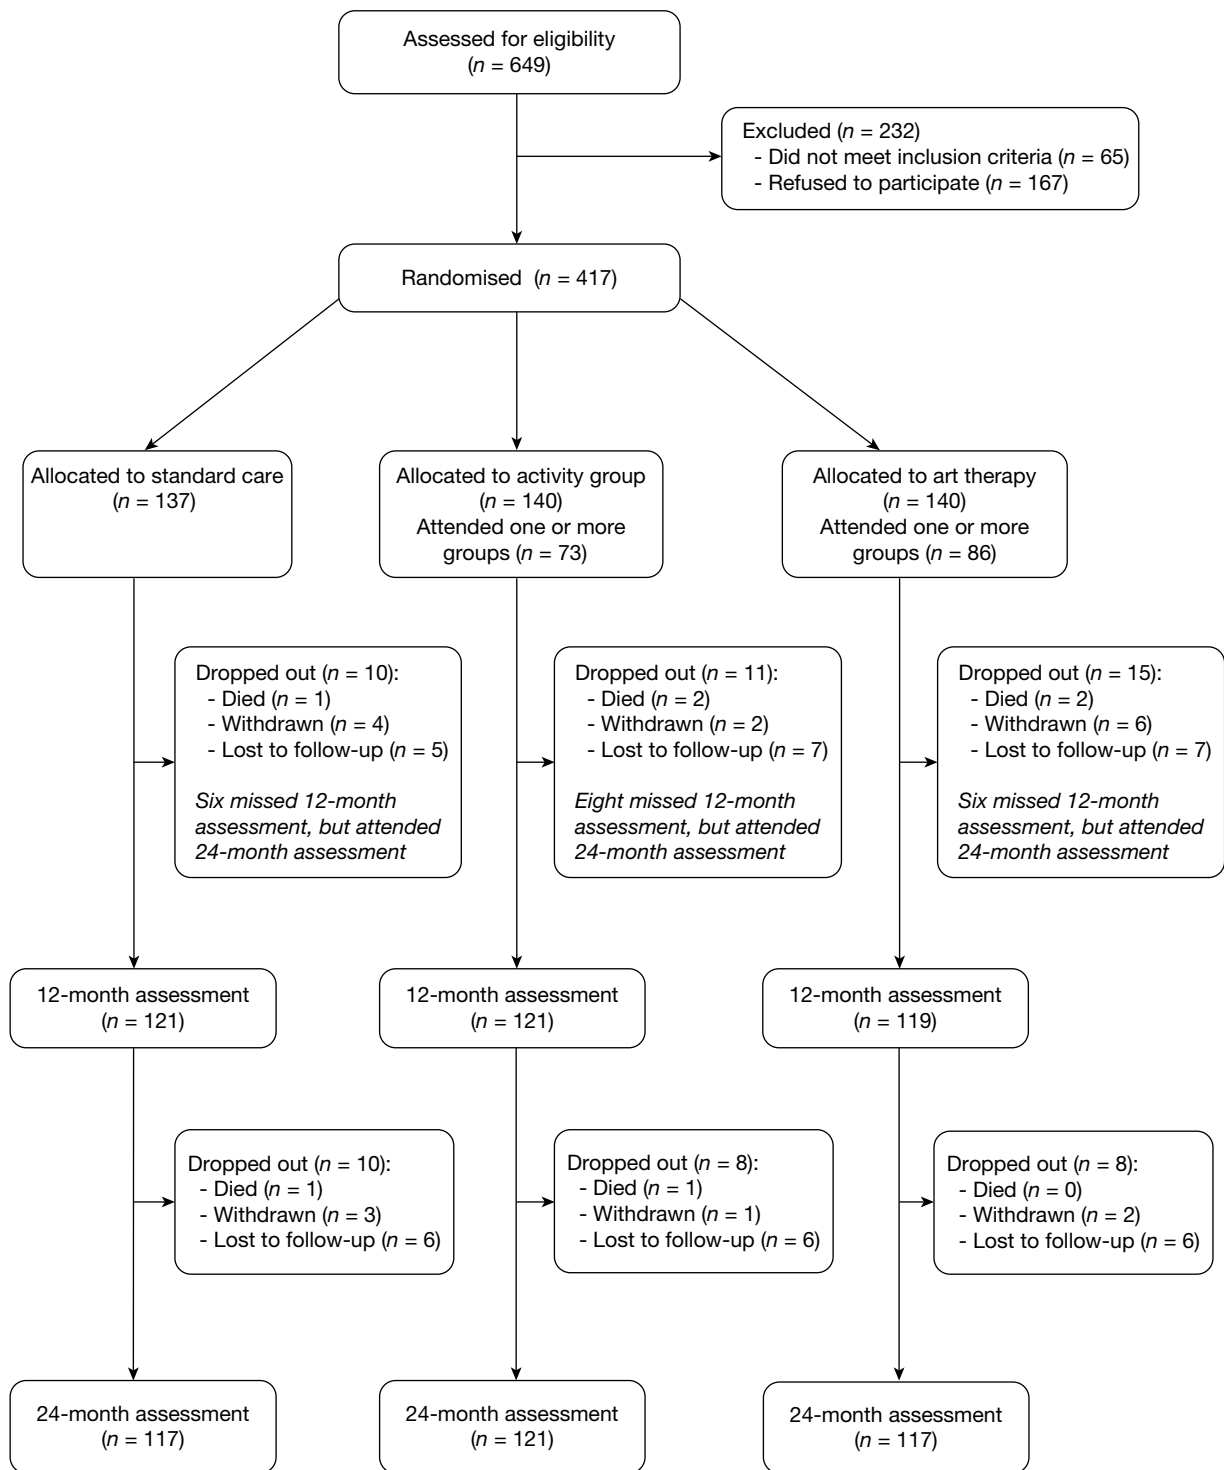 Assessed for eligibility
(n = 649)
Excluded (n = 232)
- Did not meet inclusion criteria (n = 65)
- Refused to participate (n = 167)
Randomised (n = 417)
Allocated to standard care
(n = 137)
Allocated to activity group
(n = 140)
Attended one or more
groups (n = 73)
Allocated to art therapy
(n = 140)
Attended one or more
groups (n = 86)
Dropped out (n = 10):
- Died (n = 1)
- Withdrawn (n = 4)
- Lost to follow-up (n = 5)
Six missed 12-month
assessment, but attended
24-month assessment
Dropped out (n = 11):
- Died (n = 2)
- Withdrawn (n = 2)
- Lost to follow-up (n = 7)
Eight missed 12-month
assessment, but attended
24-month assessment
Dropped out (n = 15):
- Died (n = 2)
- Withdrawn (n = 6)
- Lost to follow-up (n = 7)
Six missed 12-month
assessment, but attended
24-month assessment
12-month assessment
(n = 121)
12-month assessment
(n = 121)
12-month assessment
(n = 119)
Dropped out (n = 10):
- Died (n = 1)
- Withdrawn (n = 3)
- Lost to follow-up (n = 6)
Dropped out (n = 8):
- Died (n = 1)
- Withdrawn (n = 1)
- Lost to follow-up (n = 6)
Dropped out (n = 8):
- Died (n = 0)
- Withdrawn (n = 2)
- Lost to follow-up (n = 6)
24-month assessment
(n = 117)
24-month assessment
(n = 121)
24-month assessment
(n = 117)